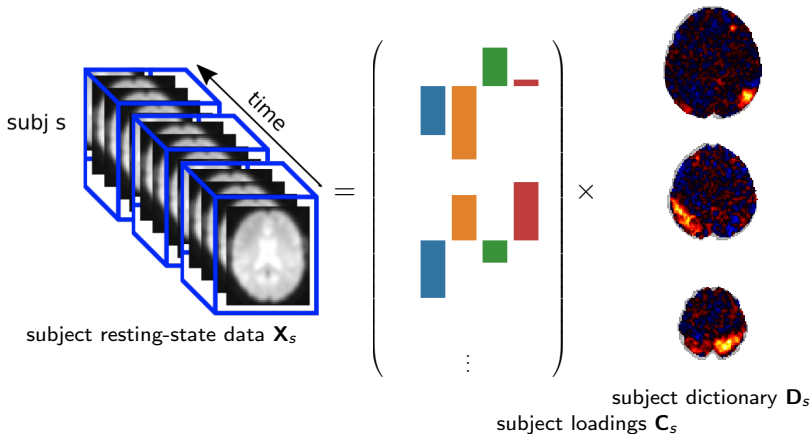 time
subj s
=
×
subject resting-state data X_s
⋮
subject dictionary D_s
subject loadings C_s